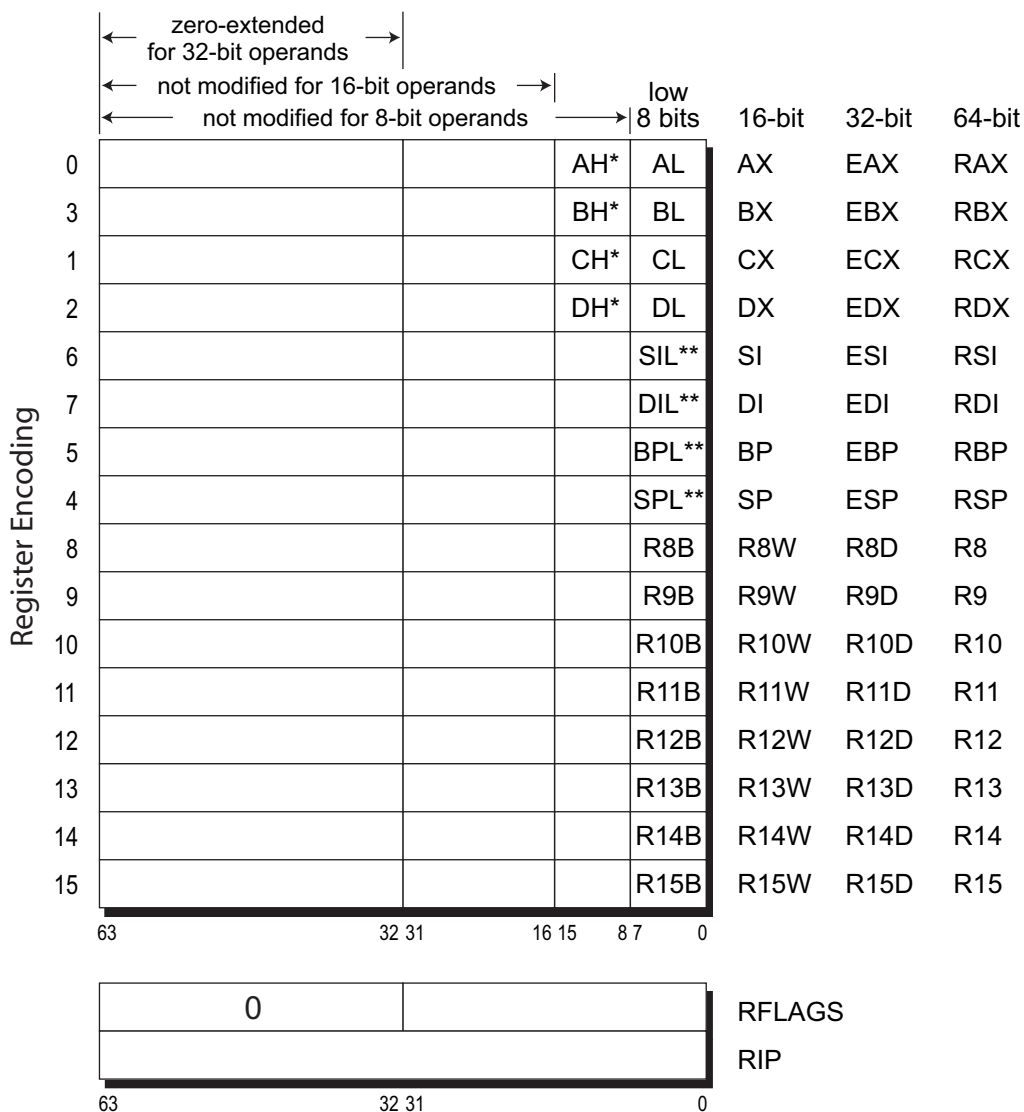 zero-extended
for 32-bit operands
not modified for 16-bit operands
not modified for 8-bit operands
low
8 bits 16-bit 32-bit 64-bit
0 AH* AL AX EAX RAX
3 BH* BL BX EBX RBX
1 CH* CL CX ECX RCX
2 DH* DL DX EDX RDX
6 SIL** SI ESI RSI
7 DIL** DI EDI RDI
5 BPL** BP EBP RBP
4 SPL** SP ESP RSP
8 R8B R8W R8D R8
9 R9B R9W R9D R9
10 R10B R10W R10D R10
11 R11B R11W R11D R11
12 R12B R12W R12D R12
13 R13B R13W R13D R13
14 R14B R14W R14D R14
15 R15B R15W R15D R15
Register Encoding
63 32 31 16 15 8 7 0
0 RFLAGS
RIP
63 32 31 0